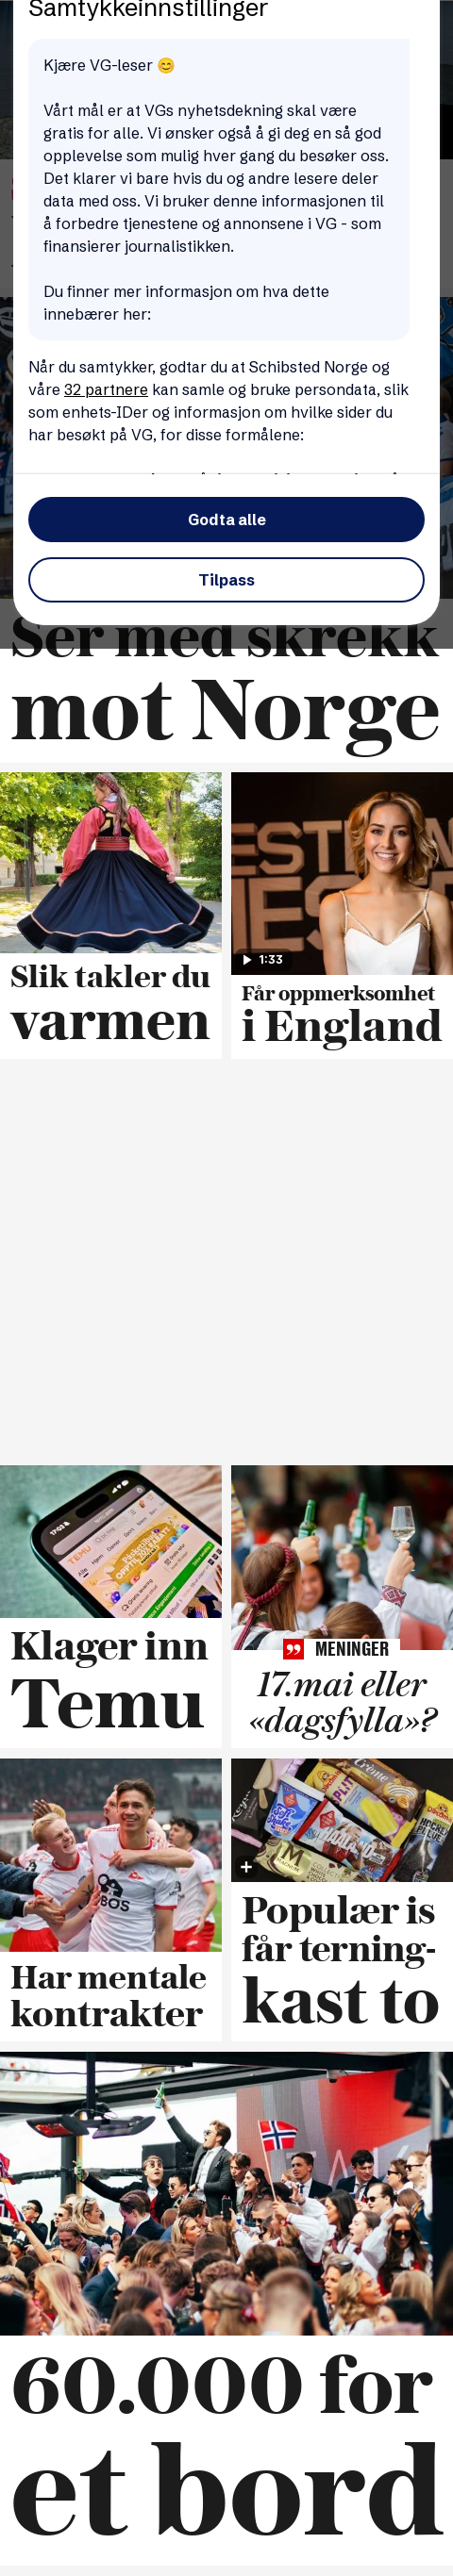 Samtykkeinnstillinger
Kjære VG-leser 😊
Vårt mål er at VGs nyhetsdekning skal være
gratis for alle. Vi ønsker også å gi deg en så god
opplevelse som mulig hver gang du besøker oss.
Det klarer vi bare hvis du og andre lesere deler
data med oss. Vi bruker denne informasjonen til
å forbedre tjenestene og annonsene i VG - som
finansierer journalistikken.
Du finner mer informasjon om hva dette
innebærer her:
Når du samtykker, godtar du at Schibsted Norge og
våre 32 partnere kan samle og bruke persondata, slik
som enhets-IDer og informasjon om hvilke sider du
har besøkt på VG, for disse formålene:
Godta alle
Tilpass
Ser med skrekk
mot Norge
1:33
Slik takler du
varmen
Får oppmerksomhet
i England
TEMU
Klager inn
Temu
MENINGER
17.mai eller
«dagsfylla»?
BOS
Har mentale
kontrakter
Populær is
får terning-
kast to
60.000 for
et bord